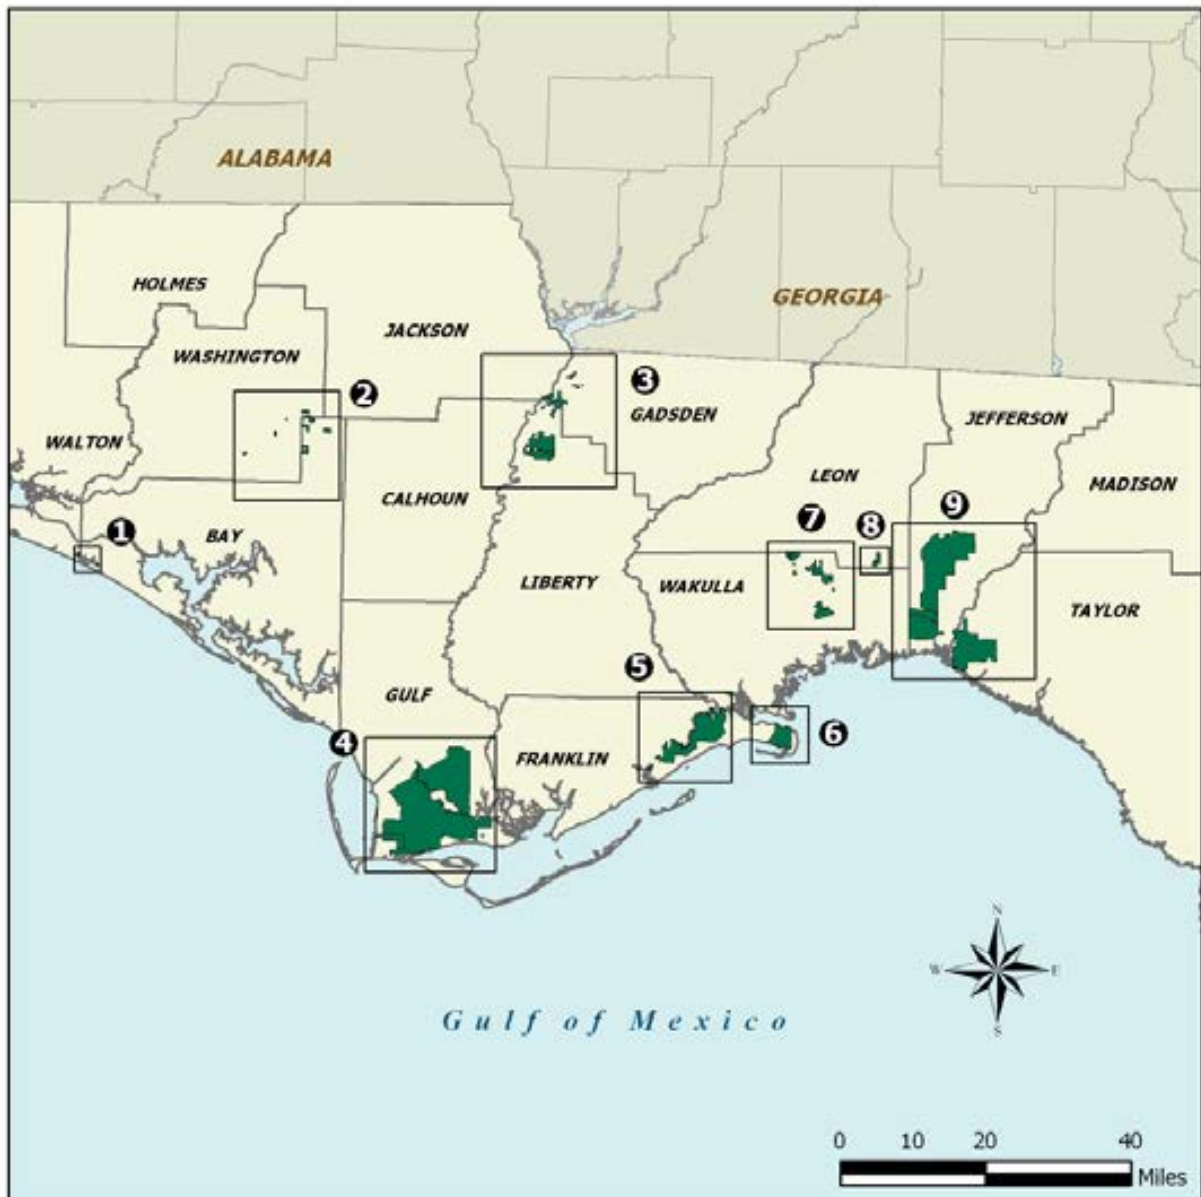 ALABAMA
HOLMES
GEORGIA
JACKSON
WASHINGTON
3
2
GADSDEN
JEFFERSON
WALTON
LEON
MADISON
CALHOUN
9
1
BAY
7
8
LIBERTY
WAKULLA
TAYLOR
5
GULF
6
4
FRANKLIN
N
W
E
S
Gulf of Mexico
0 10 20 40
Miles